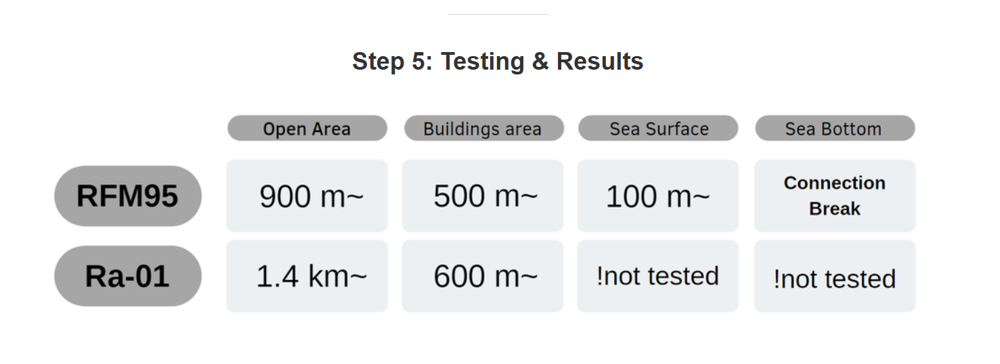 Step 5: Testing & Results
Open Area Buildings area Sea Surface Sea Bottom
RFM95 900 m~ 500 m~ 100 m~ Connection
Break
Ra-01 1.4 km~ 600 m~ !not tested !not tested